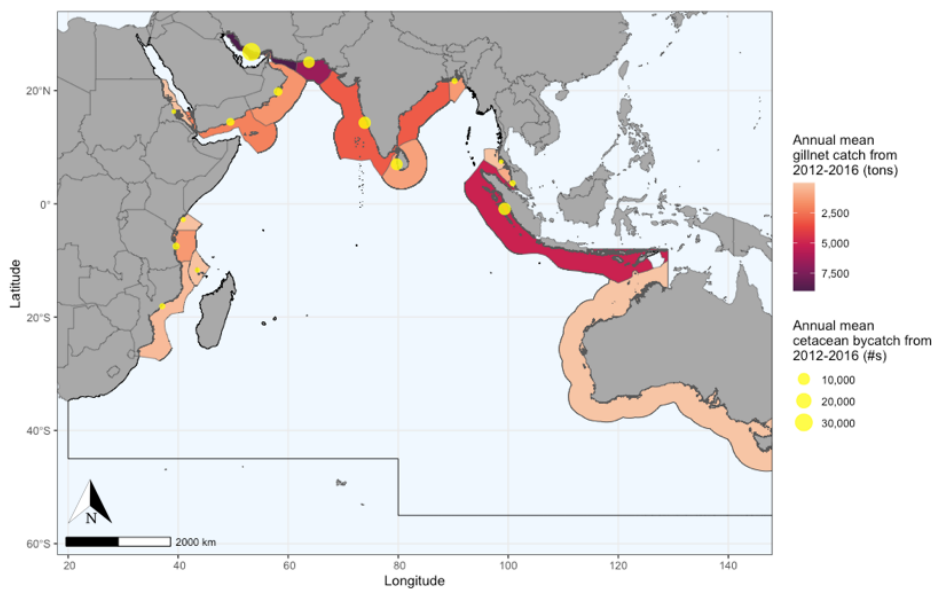 20°N
0°
20°S
40°S
60°S
Latitude
N
2000 km
20
40
60
80
100
120
140
Longitude
Annual mean
gillnet catch from
2012-2016 (tons)
2,500
5,000
7,500
Annual mean
cetacean bycatch from
2012-2016 (#s)
10,000
20,000
30,000